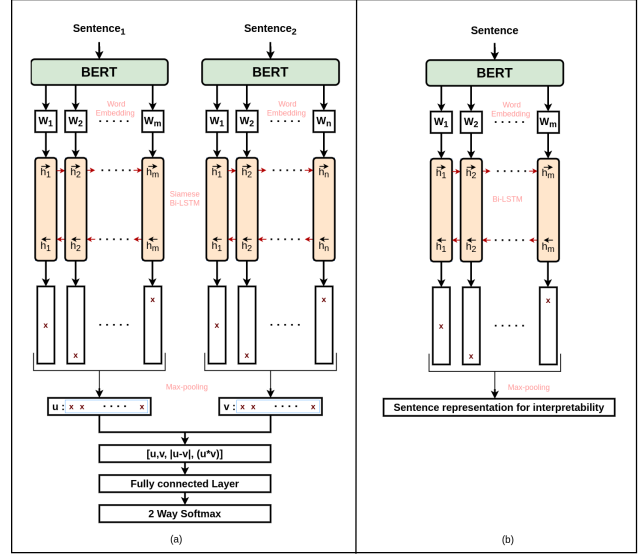 Sentence1 Sentence2
BERT BERT
Word
Embedding
Word
Embedding
W1 W2 ..... Wm W1 W2 ..... Wn
h1 h2 ...... hm h1 h2 ...... hn
Siamese
Bi-LSTM
h1 h2 ..... hm h1 h2 ..... hn
x x x x x x
.....
.....
Max-pooling
u : x x .... x v : x x .... x
[u,v, |u-v|, (u*v)]
Fully connected Layer
2 Way Softmax
(a)
Sentence
BERT
Word
Embedding
W1 W2 ..... Wm
h1 h2 ...... hm
Bi-LSTM
h1 h2 ..... hm
x x x
.....
Max-pooling
Sentence representation for interpretability
(b)